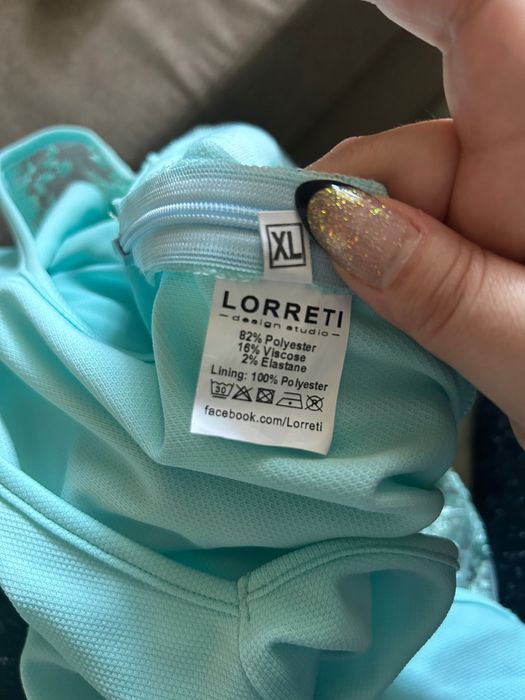 XL
LORRETI
- design studio -
82% Polyester
16% Viscose
2% Elastane
Lining: 100% Polyester
30
facebook.com/Lorreti